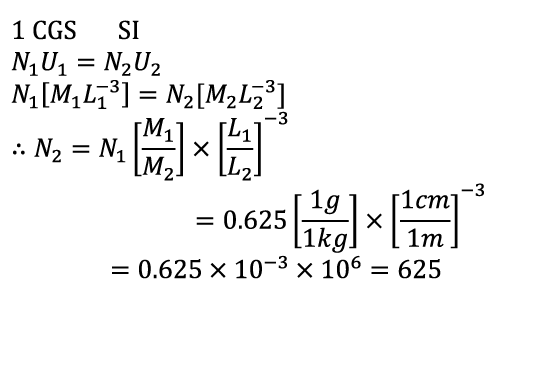 1 CGS SI
N₁U₁ = N₂U₂
N₁[M₁L₁⁻³] = N₂[M₂L₂⁻³]
∴ N₂ = N₁ [M₁/M₂] × [L₁/L₂]⁻³
= 0.625 [1g/1kg] × [1cm/1m]⁻³
= 0.625 × 10⁻³ × 10⁶ = 625